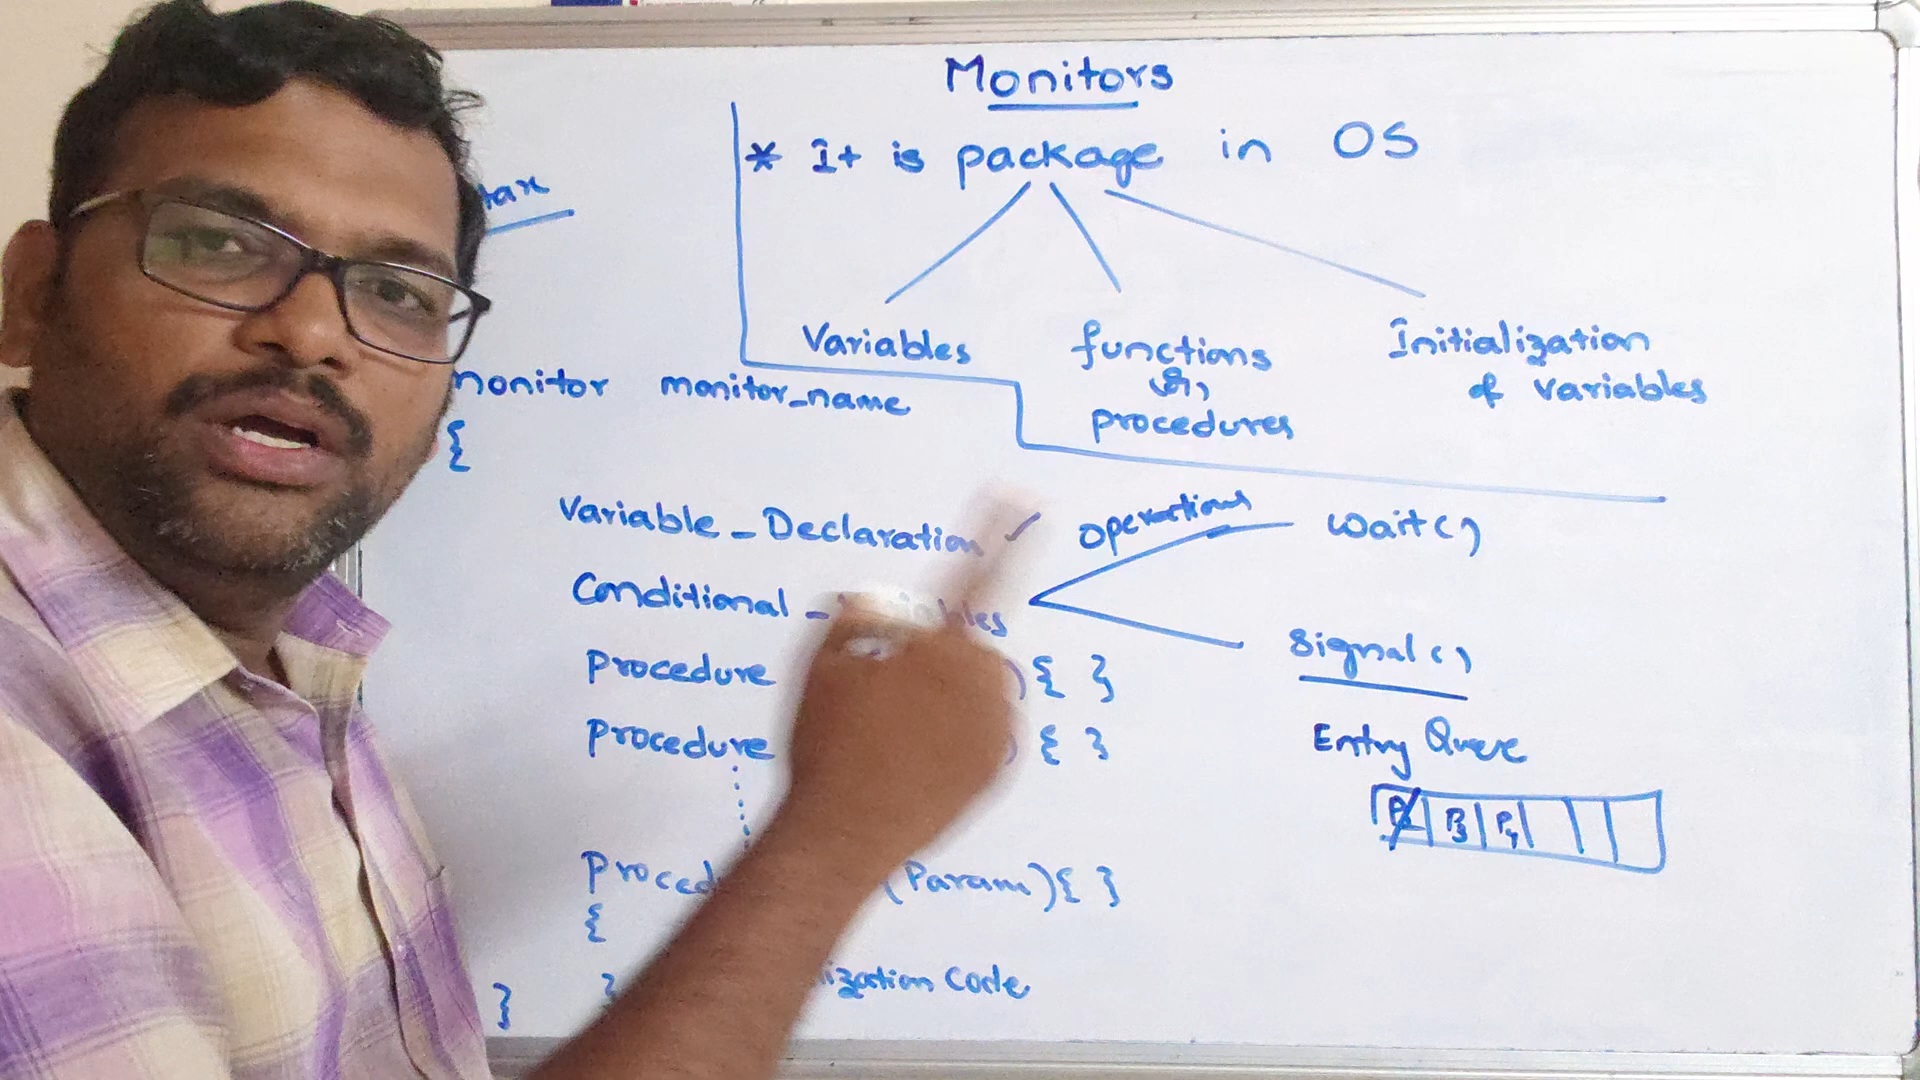 Monitors
* It is package in OS
Variables
functions
(or)
procedures
Initialization
of variables
monitor monitor_name
{
Variable_Declaration ✓
Conditional_
Operations
wait()
Signal()
Procedure { }
Procedure { }
(Param){ }
{
} Code
}
Entry Queue
P3 P4